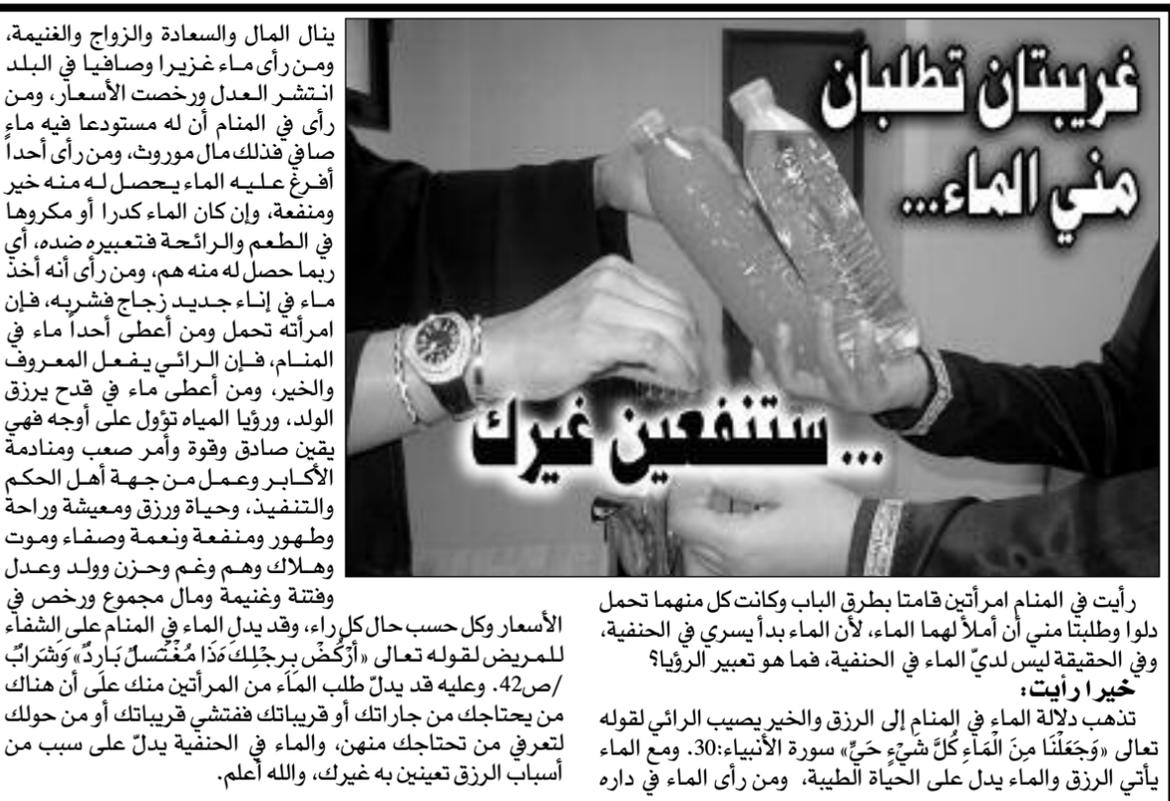 غريبتان تطلبان
مني الماء...
... ستنفعين غيرك
رأيت في المنام امرأتين قامتا بطرق الباب وكانت كل منهما تحمل
دلوا وطلبتا مني أن أملأ لهما الماء، لأن الماء بدأ يسري في الحنفية،
وفي الحقيقة ليس لديّ الماء في الحنفية، فما هو تعبير الرؤيا؟
خيرا رأيت:
تذهب دلالة الماء في المنام إلى الرزق والخير يصيب الرائي لقوله
تعالى «وَجَعَلْنَا مِنَ الْمَاءِ كُلَّ شَيْءٍ حَيٍّ» سورة الأنبياء:30. ومع الماء
يأتي الرزق والماء يدل على الحياة الطيبة، ومن رأى الماء في داره
ينال المال والسعادة والزواج والغنيمة،
ومن رأى ماء غزيرا وصافيا في البلد
انتشر العدل ورخصت الأسعار، ومن
رأى في المنام أن له مستودعا فيه ماء
صافي فذلك مال موروث، ومن رأى أحداً
أفرغ عليه الماء يحصل له منه خير
ومنفعة، وإن كان الماء كدرا أو مكروها
في الطعم والرائحة فتعبيره ضده، أي
ربما حصل له منه هم، ومن رأى أنه أخذ
ماء في إناء جديد زجاج فشربه، فإن
امرأته تحمل ومن أعطى أحداً ماء في
المنام، فإن الرائي يفعل المعروف
والخير، ومن أعطى ماء في قدح يرزق
الولد، ورؤيا المياه تؤول على أوجه فهي
يقين صادق وقوة وأمر صعب ومنادمة
الأكابر وعمل من جهة أهل الحكم
والتنفيذ، وحياة ورزق ومعيشة وراحة
وطهور ومنفعة ونعمة وصفاء وموت
وهلاك وهم وغم وحزن وولد وعدل
وفتنة وغنيمة ومال مجموع ورخص في
الأسعار وكل حسب حال كل راء، وقد يدل الماء في المنام على الشفاء
للمريض لقوله تعالى «أرْكُضْ بِرِجْلِكَ هَذَا مُغْتَسَلٌ بَارِدٌ» وَشَرَابٌ
/ص42. وعليه قد يدلّ طلب الماء من المرأتين منك على أن هناك
من يحتاجك من جاراتك أو قريباتك ففتشي قريباتك أو من حولك
لتعرفي من تحتاجك منهن، والماء في الحنفية يدلّ على سبب من
أسباب الرزق تعينين به غيرك، والله أعلم.